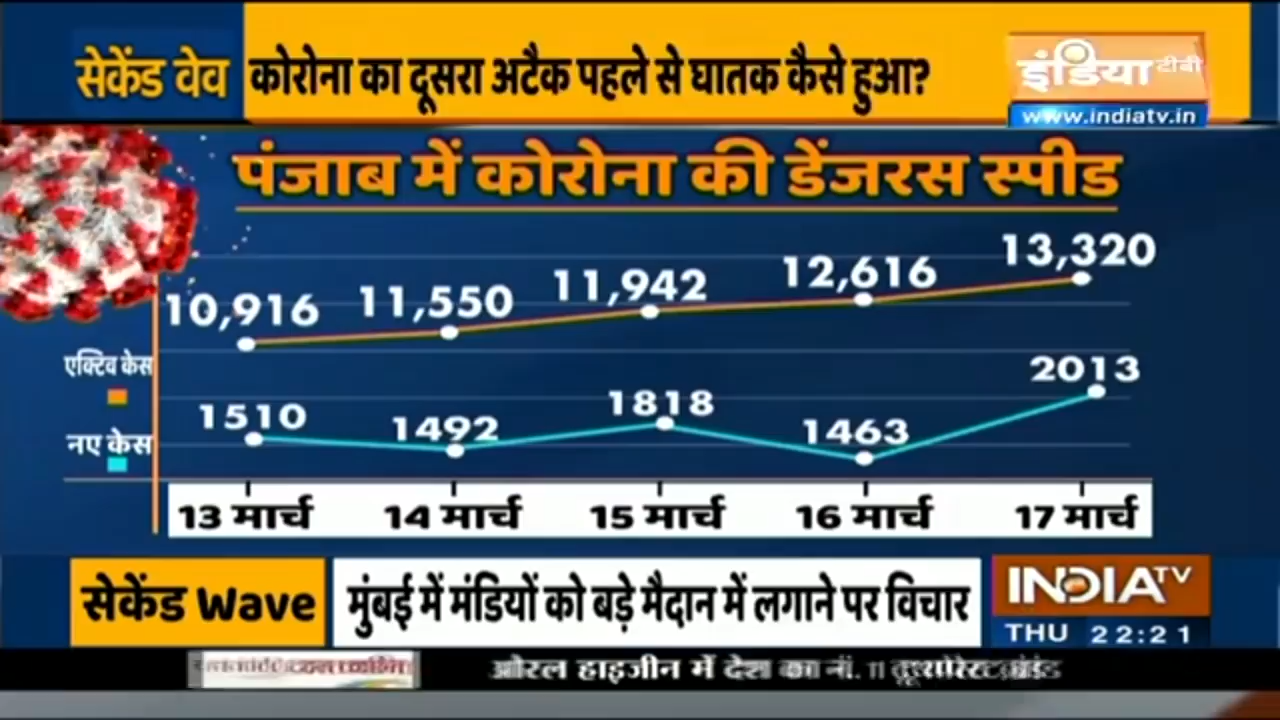 सेकेंड वेव
कोरोना का दूसरा अटैक पहले से घातक कैसे हुआ?
इंडिया टीवी
www.indiatv.in
पंजाब में कोरोना की डेंजरस स्पीड
10,916 11,550 11,942 12,616 13,320
एक्टिव केस
1510 1492 1818 1463 2013
नए केस
13 मार्च 14 मार्च 15 मार्च 16 मार्च 17 मार्च
सेकेंड Wave
मुंबई में मंडियों को बड़े मैदान में लगाने पर विचार
INDIA TV
THU 22:21
ओरल हाइजीन में देश का नं. 1